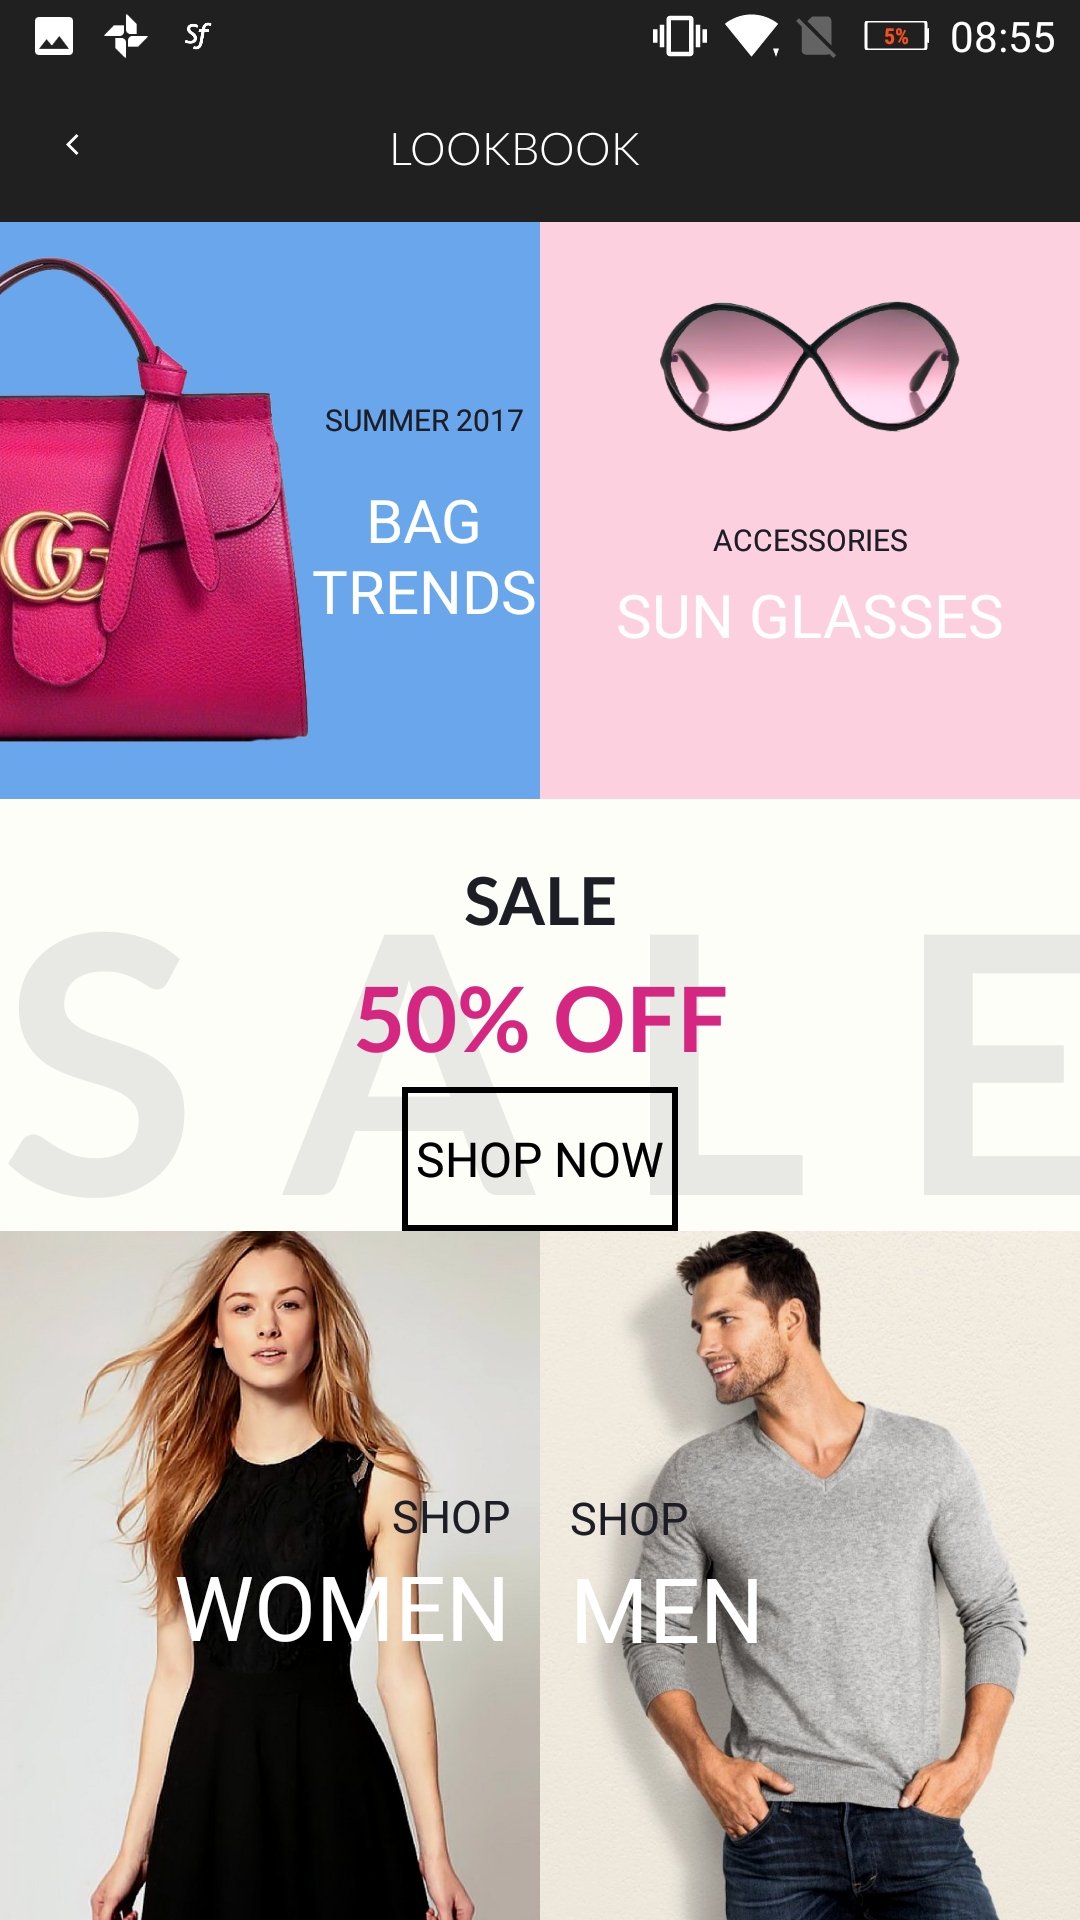 Sf
5%
08:55
LOOKBOOK
SUMMER 2017
BAG
TRENDS
ACCESSORIES
SUN GLASSES
SALE
SALE
50% OFF
SHOP NOW
SHOP
WOMEN
SHOP
MEN